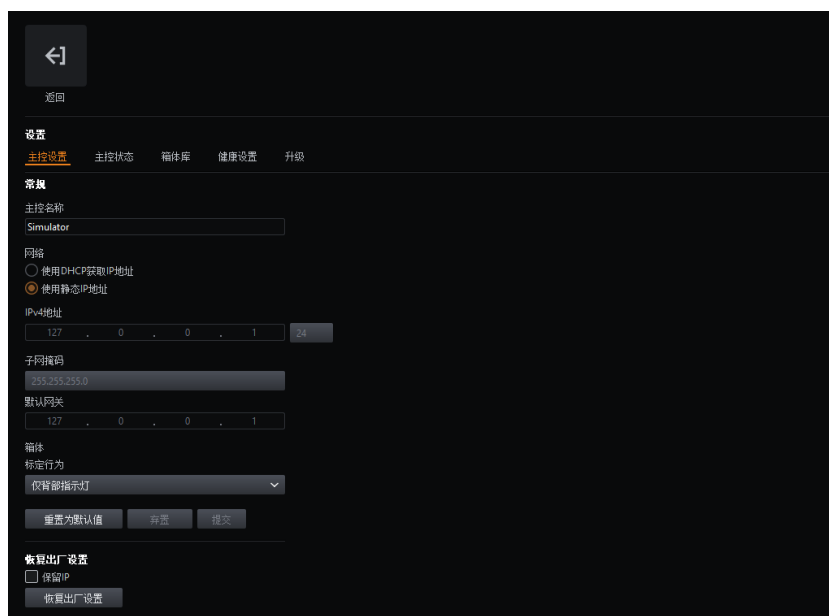 返回
设置
主控设置 主控状态 箱体库 健康设置 升级
常规
主控名称
Simulator
网络
使用DHCP获取IP地址
使用静态IP地址
IPv4地址
127 . 0 . 0 . 1 24
子网掩码
255.255.255.0
默认网关
127 . 0 . 0 . 1
箱体
标定行为
仅背部指示灯
重置为默认值 弃置 提交
恢复出厂设置
保留IP
恢复出厂设置